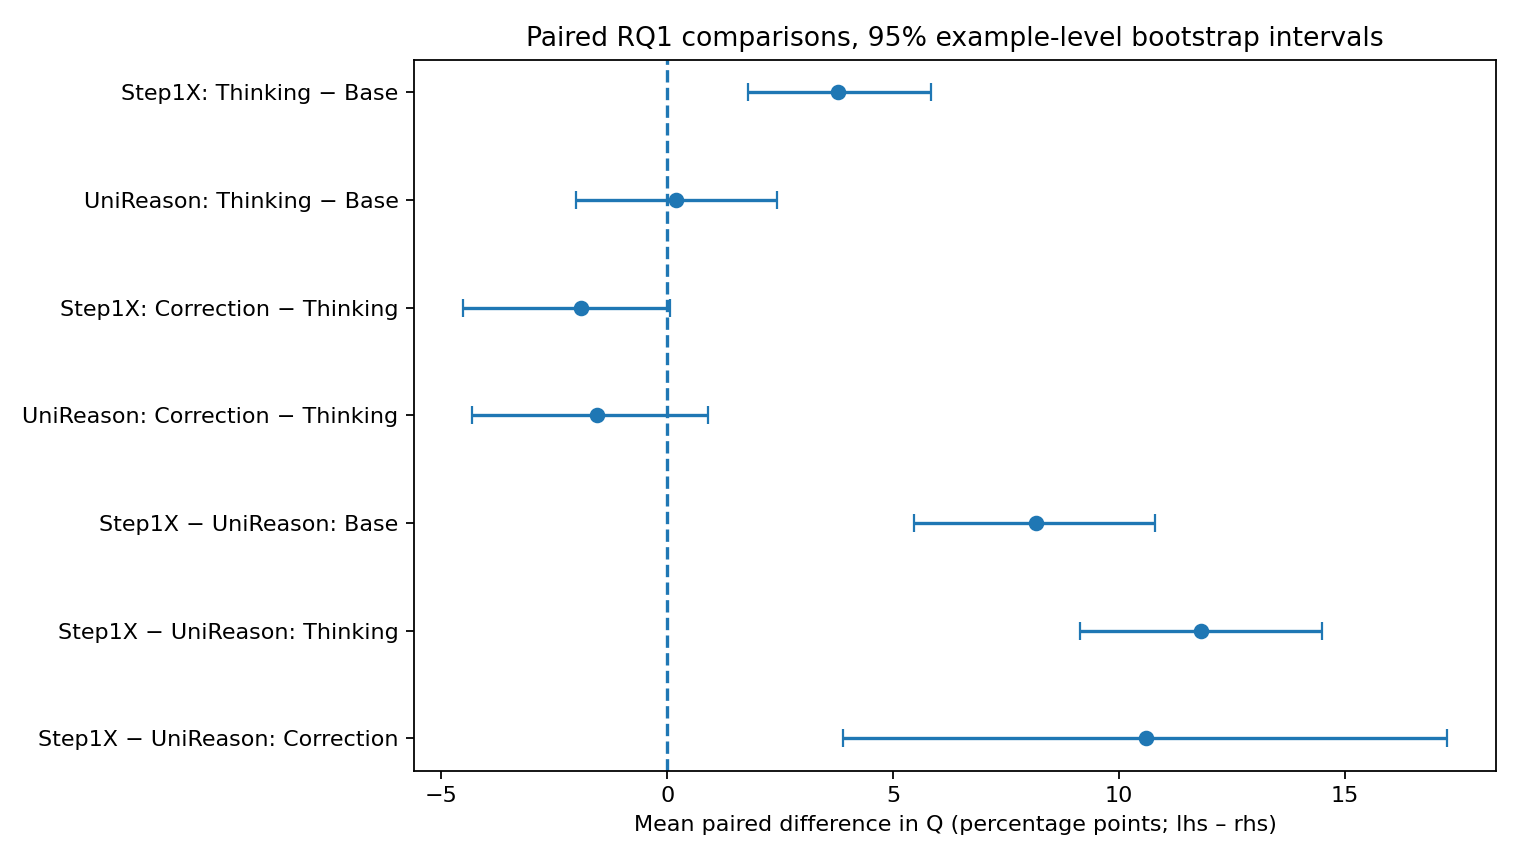 Paired RQ1 comparisons, 95% example-level bootstrap intervals
Step1X: Thinking − Base
UniReason: Thinking − Base
Step1X: Correction − Thinking
UniReason: Correction − Thinking
Step1X − UniReason: Base
Step1X − UniReason: Thinking
Step1X − UniReason: Correction
−5 0 5 10 15
Mean paired difference in Q (percentage points; lhs – rhs)